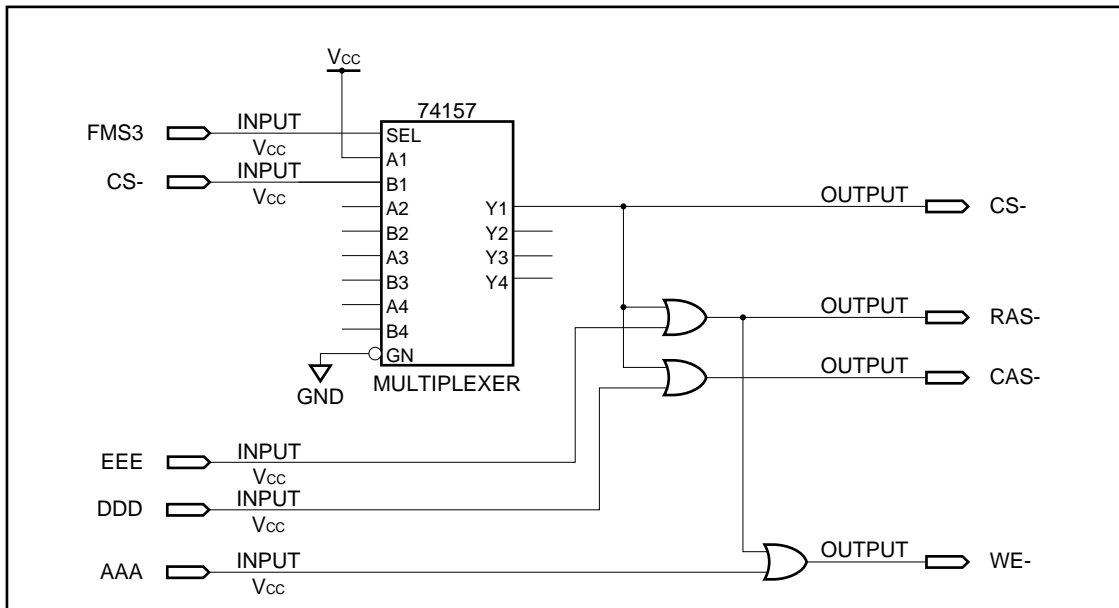 VCC
74157
FMS3 INPUT SEL
VCC
A1
CS- INPUT B1
VCC
A2 Y1 OUTPUT CS-
B2 Y2
A3 Y3
B3 Y4
A4
B4
OUTPUT RAS-
GN
MULTIPLEXER
GND
OUTPUT CAS-
EEE INPUT
VCC
DDD INPUT
VCC
AAA INPUT OUTPUT WE-
VCC